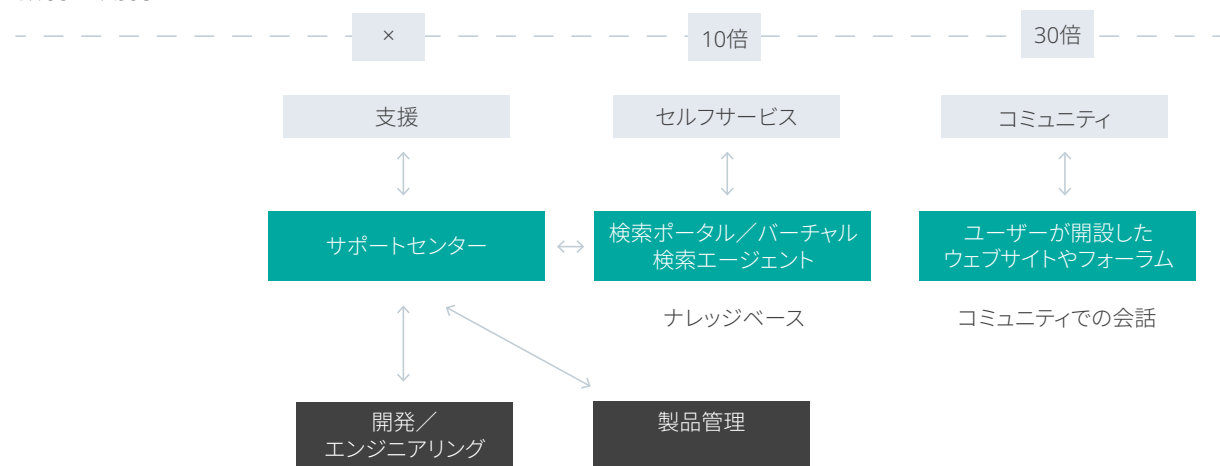 ×
10倍
30倍
支援
セルフサービス
コミュニティ
サポートセンター
検索ポータル／バーチャル
検索エージェント
ユーザーが開設した
ウェブサイトやフォーラム
ナレッジベース
コミュニティでの会話
開発／
エンジニアリング
製品管理